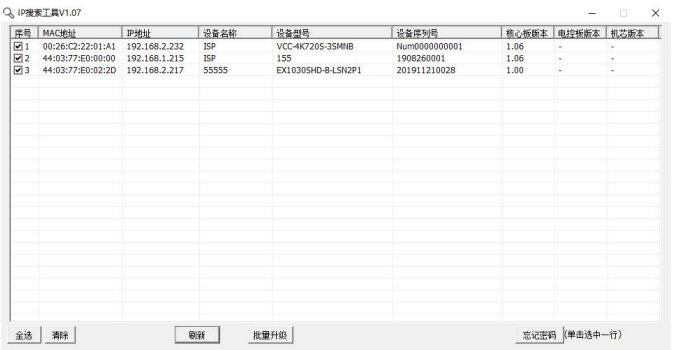 IP搜索工具V1.07
序号 MAC地址 IP地址 设备名称 设备型号 设备序列号 核心板版本 电控板版本 机芯版本
1 00:26:C2:22:01:A1 192.168.2.232 ISP VCC-4K720S-3SMNB Num0000000001 1.06 - -
2 44:03:77:E0:00:00 192.168.1.215 ISP 155 1908260001 1.06 - -
3 44:03:77:E0:02:2D 192.168.2.217 55555 EX1030SHD-B-LSN2P1 201911210028 1.00 - -
全选 清除 刷新 批量升级 忘记密码 (单击选中一行)